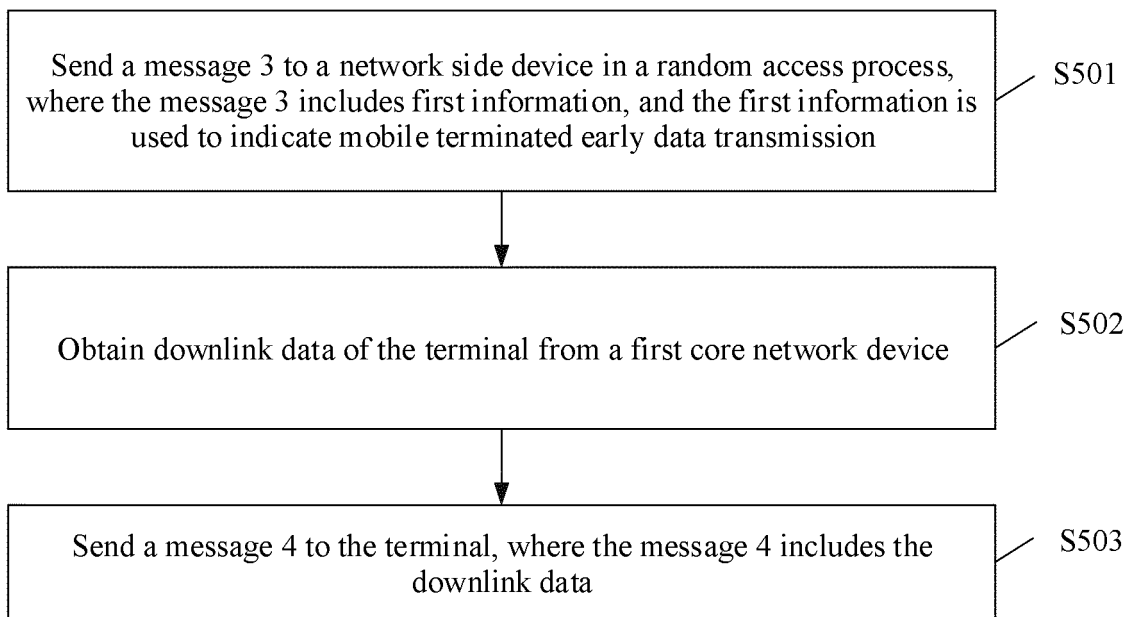 Send a message 3 to a network side device in a random access process,
where the message 3 includes first information, and the first information is
used to indicate mobile terminated early data transmission
S501
Obtain downlink data of the terminal from a first core network device
S502
Send a message 4 to the terminal, where the message 4 includes the
downlink data
S503